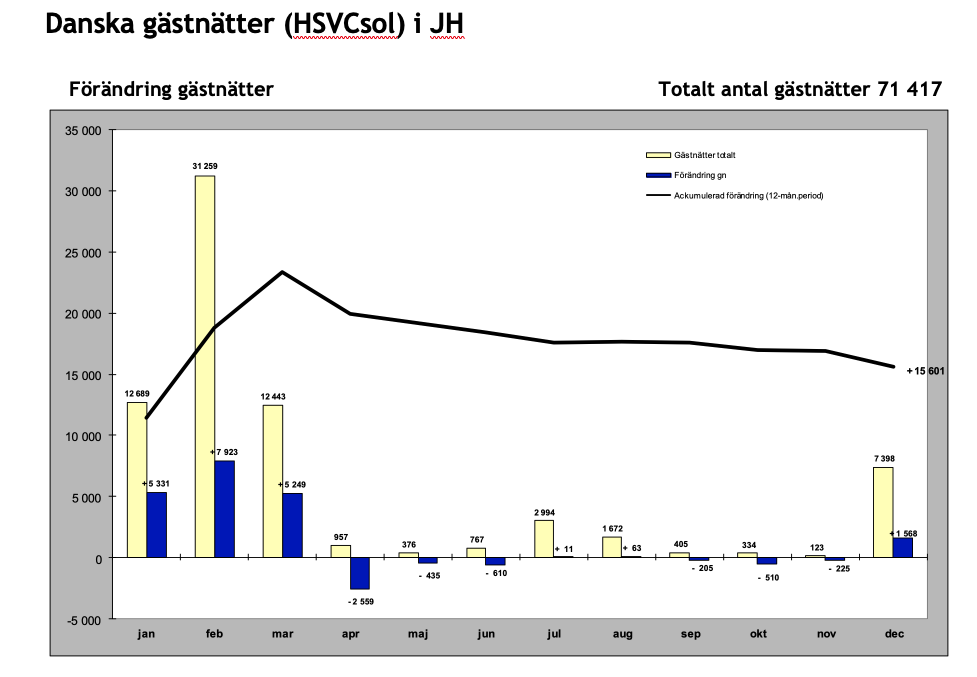 Danska gästnätter (HSVCsol) i JH
Förändring gästnätter
Totalt antal gästnätter 71 417
35 000
30 000
25 000
20 000
15 000
10 000
5 000
0
-5 000
Gästnätter totalt
Förändring gn
Ackumulerad förändring (12-mån.period)
12 689
+ 5 331
31 259
+ 7 923
12 443
+ 5 249
957
- 2 559
376
- 435
767
- 610
2 994
+ 11
1 672
+ 63
405
- 205
334
- 510
123
- 225
7 398
+ 1 568
+ 15 601
jan feb mar apr maj jun jul aug sep okt nov dec